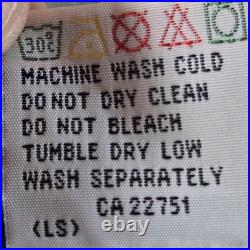 30°
MACHINE WASH COLD
DO NOT DRY CLEAN
DO NOT BLEACH
TUMBLE DRY LOW
WASH SEPARATELY
CA 22751
(LS)